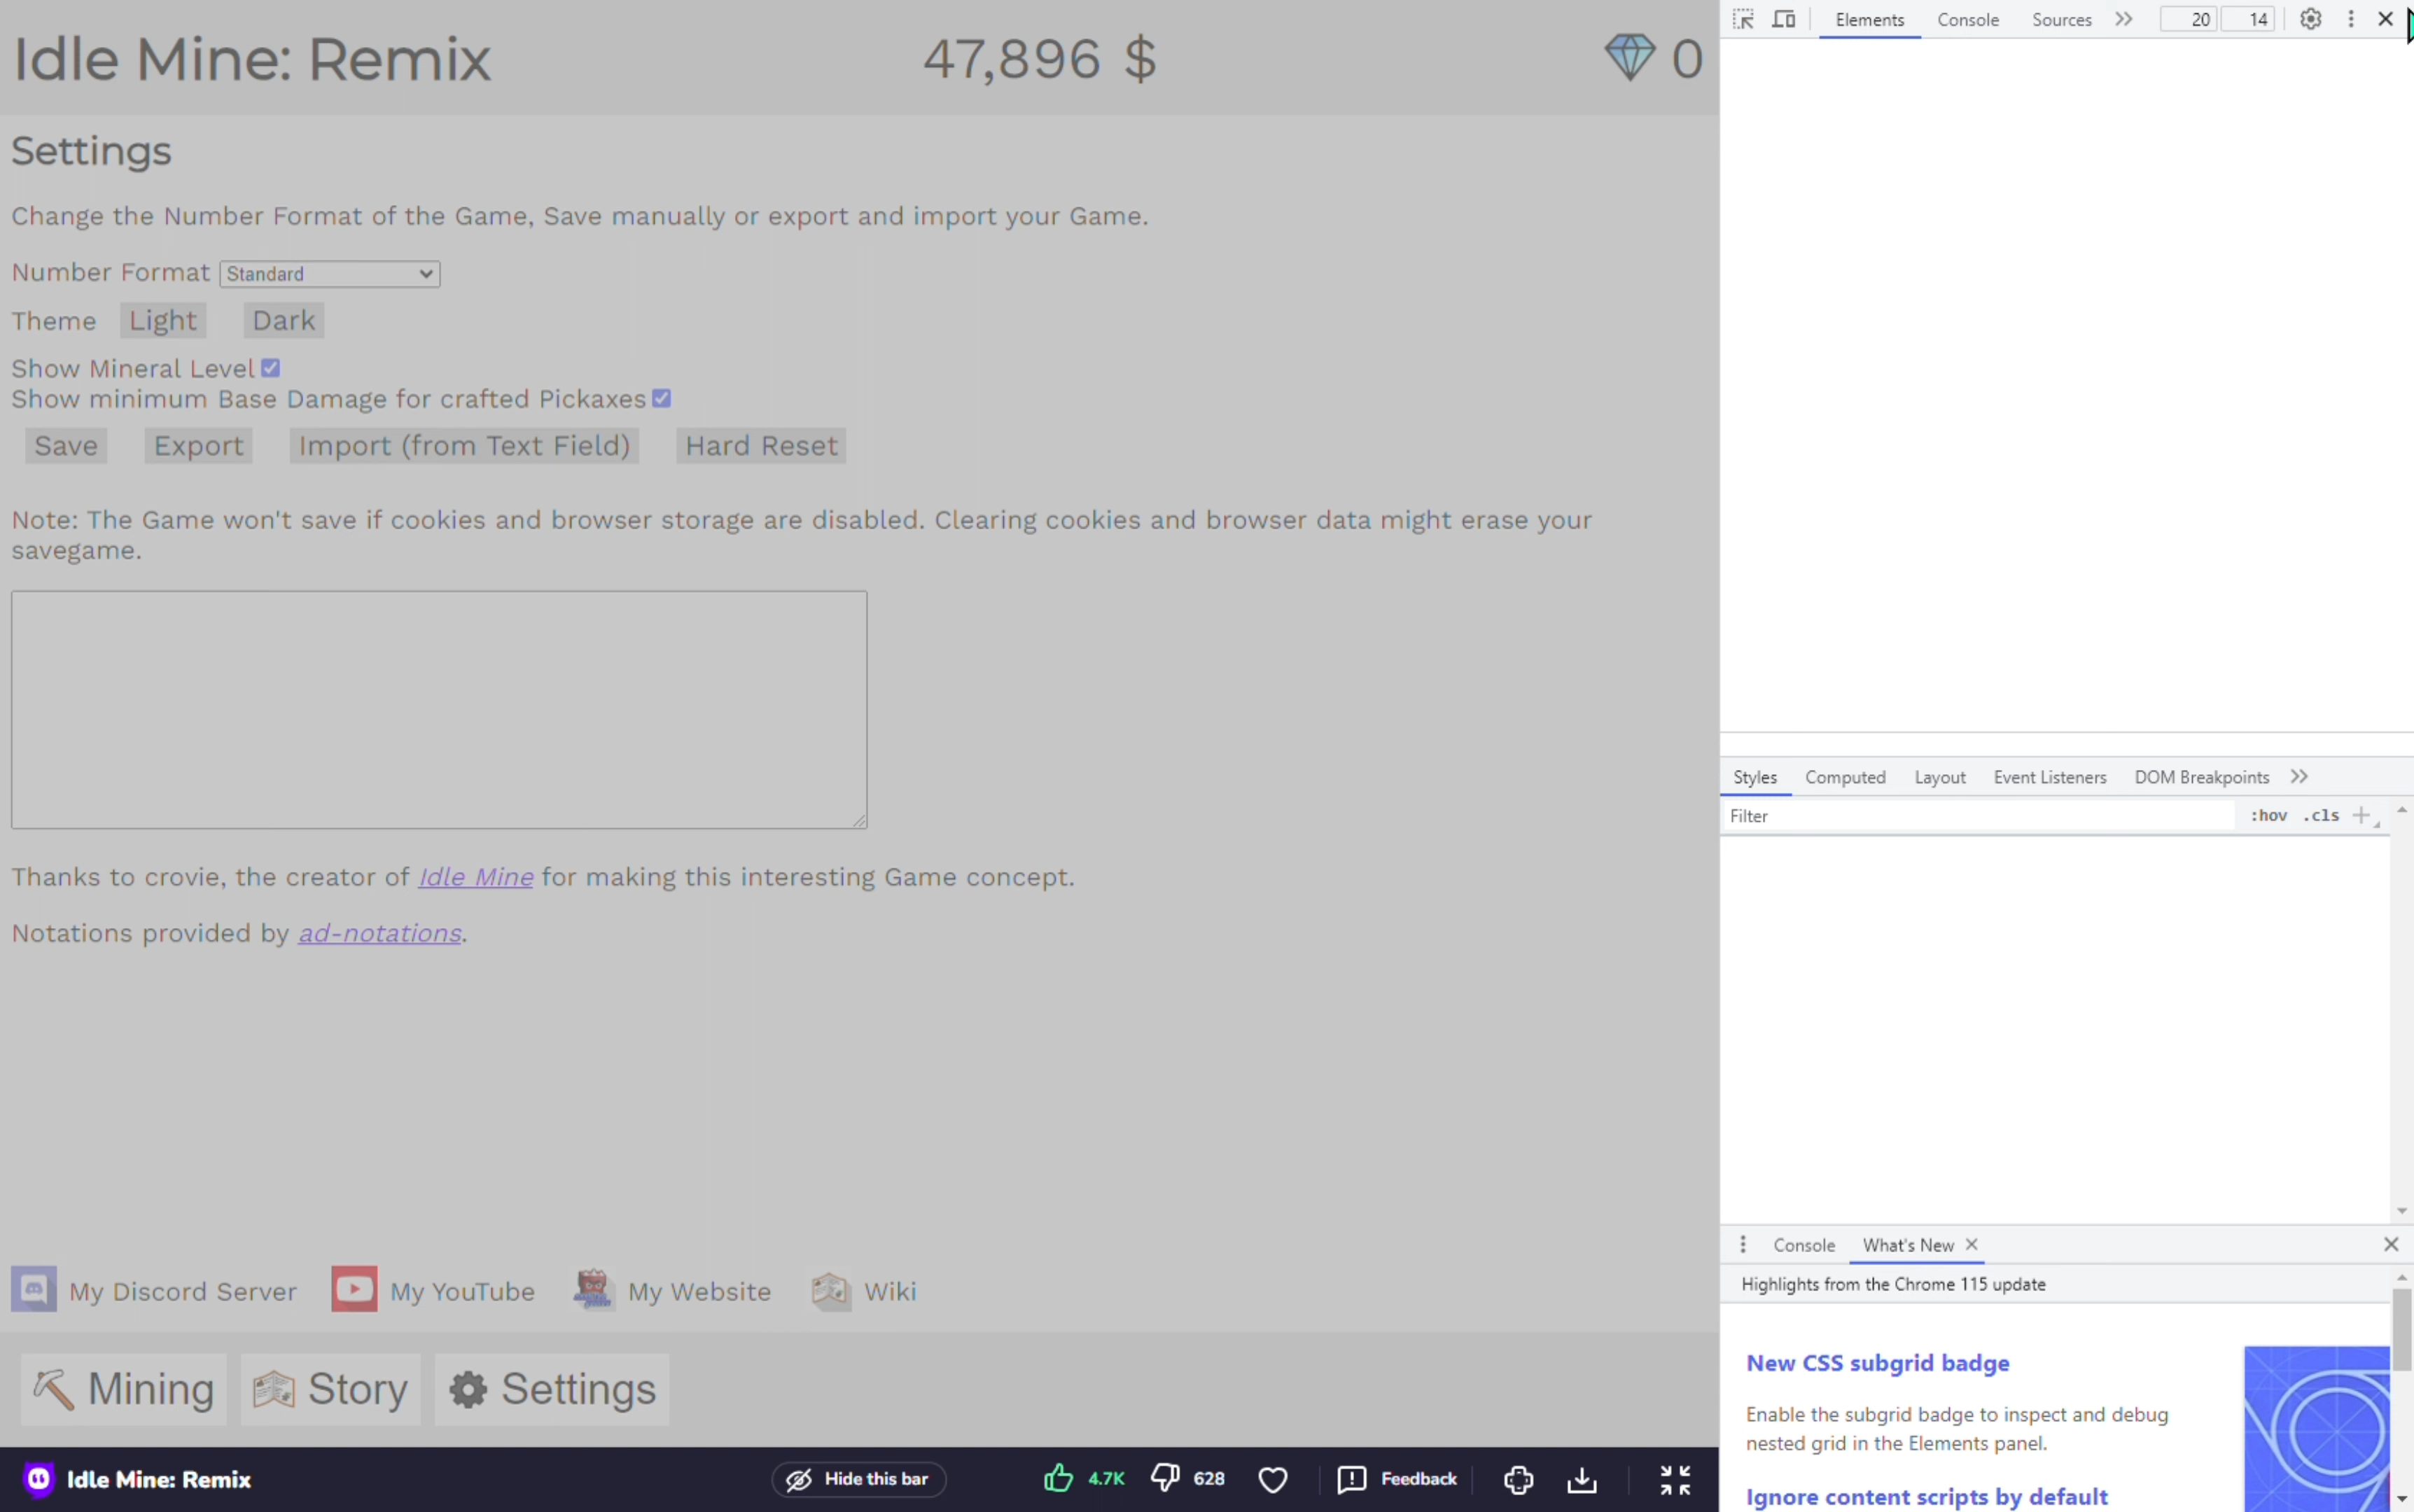 Idle Mine: Remix
47,896 $
0
Settings
Change the Number Format of the Game, Save manually or export and import your Game.
Number Format Standard
Theme Light Dark
Show Mineral Level
Show minimum Base Damage for crafted Pickaxes
Save Export Import (from Text Field) Hard Reset
Note: The Game won't save if cookies and browser storage are disabled. Clearing cookies and browser data might erase your
savegame.
Thanks to crovie, the creator of Idle Mine for making this interesting Game concept.
Notations provided by ad-notations.
My Discord Server My YouTube My Website Wiki
Mining Story Settings
Idle Mine: Remix Hide this bar 4.7K 628 Feedback
Elements Console Sources 20 14
Styles Computed Layout Event Listeners DOM Breakpoints
Filter :hov .cls
Console What's New
Highlights from the Chrome 115 update
New CSS subgrid badge
Enable the subgrid badge to inspect and debug
nested grid in the Elements panel.
Ignore content scripts by default